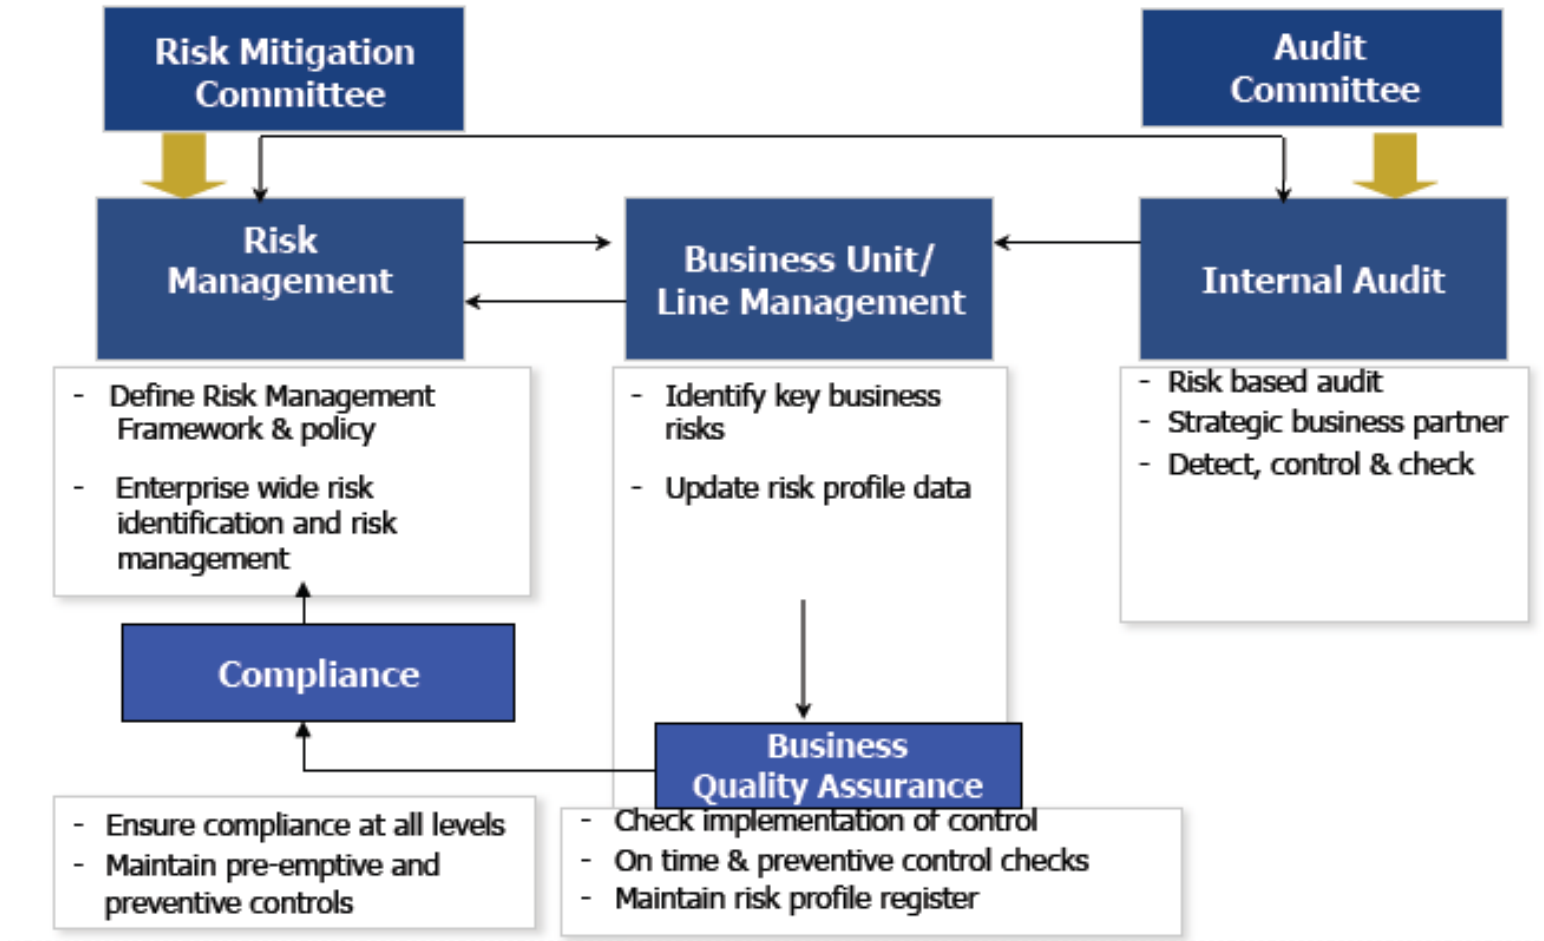 Risk Mitigation
Committee
Audit
Committee
Risk
Management
Business Unit/
Line Management
Internal Audit
- Define Risk Management
Framework & policy
- Enterprise wide risk
identification and risk
management
- Identify key business
risks
- Update risk profile data
- Risk based audit
- Strategic business partner
- Detect, control & check
Compliance
Business
Quality Assurance
- Ensure compliance at all levels
- Maintain pre-emptive and
preventive controls
- Check implementation of control
- On time & preventive control checks
- Maintain risk profile register